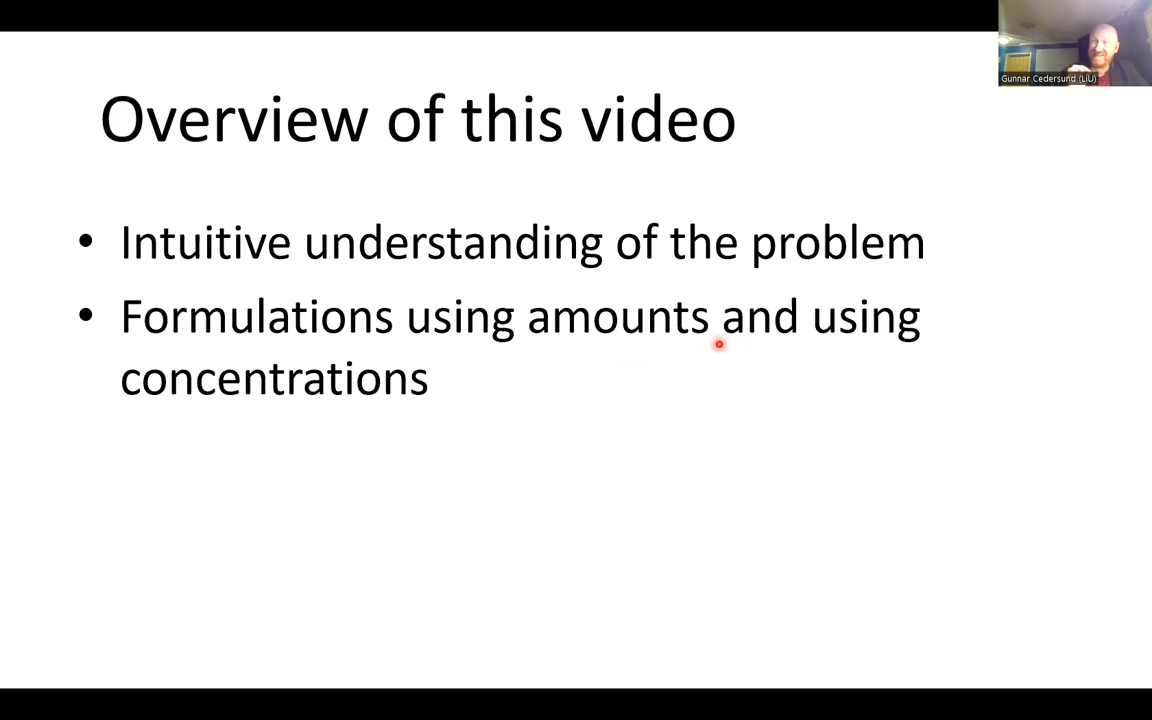 Gunnar Cedersund (LiU)
Overview of this video
• Intuitive understanding of the problem
• Formulations using amounts and using
concentrations